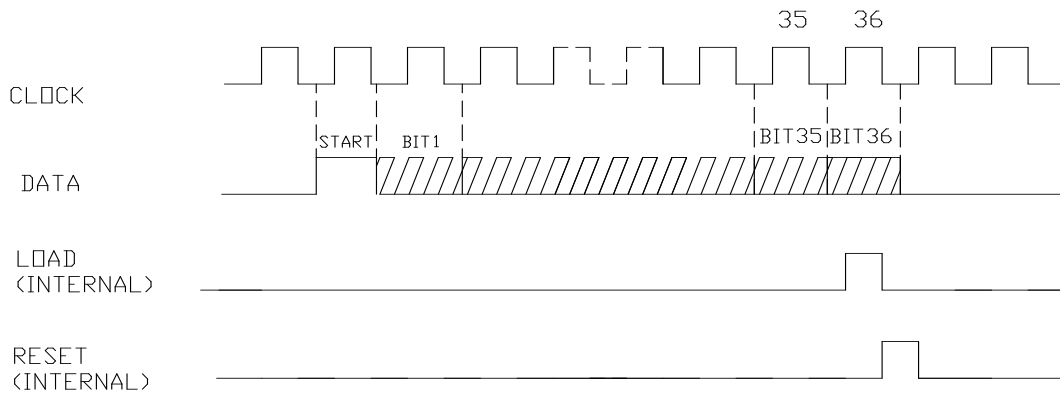 35 36
CLOCK
START BIT1 BIT35 BIT36
DATA
LOAD
(INTERNAL)
RESET
(INTERNAL)